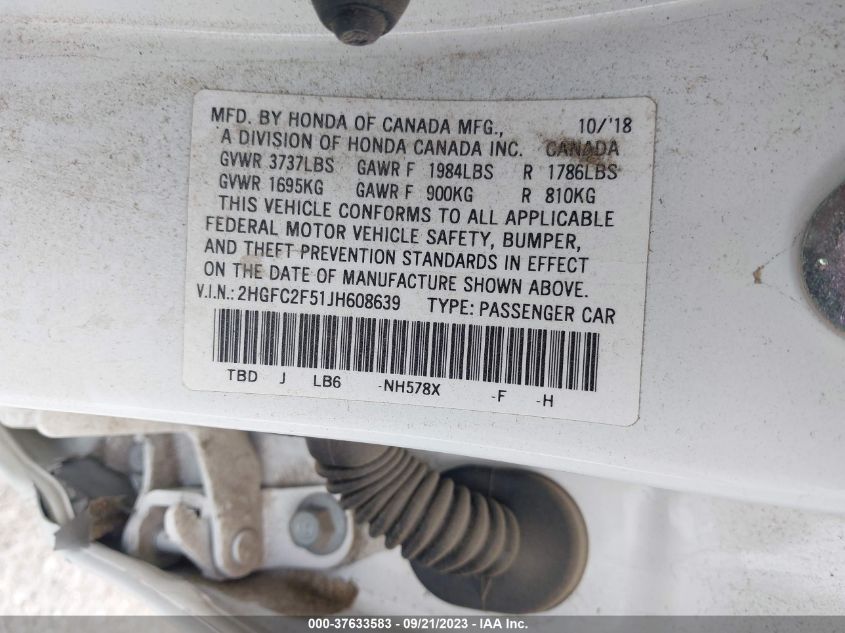 MFD. BY HONDA OF CANADA MFG., 10/'18
A DIVISION OF HONDA CANADA INC. CANADA
GVWR 3737LBS GAWR F 1984LBS R 1786LBS
GVWR 1695KG GAWR F 900KG R 810KG
THIS VEHICLE CONFORMS TO ALL APPLICABLE
FEDERAL MOTOR VEHICLE SAFETY, BUMPER,
AND THEFT PREVENTION STANDARDS IN EFFECT
ON THE DATE OF MANUFACTURE SHOWN ABOVE.
V.I.N.: 2HGFC2F51JH608639 TYPE: PASSENGER CAR
TBD J LB6 -NH578X -F -H
000-37633583 - 09/21/2023 - IAA Inc.